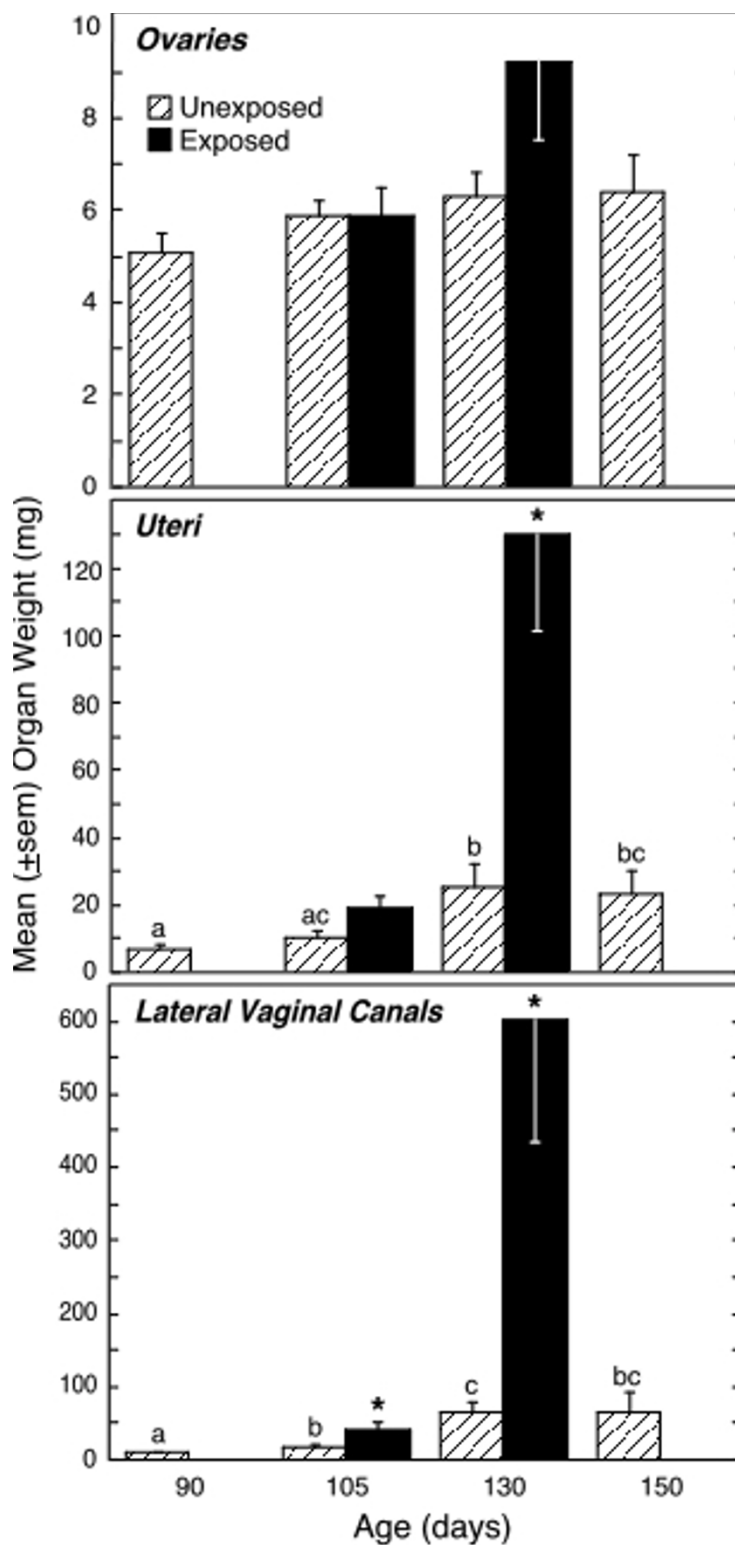 Ovaries
Unexposed
Exposed
10
8
6
4
2
0
Mean (±sem) Organ Weight (mg)
Uteri
*
120
100
80
60
40
20
0
a
ac
b
bc
Lateral Vaginal Canals
*
600
500
400
300
200
100
0
a
b
*
c
bc
90 105 130 150
Age (days)